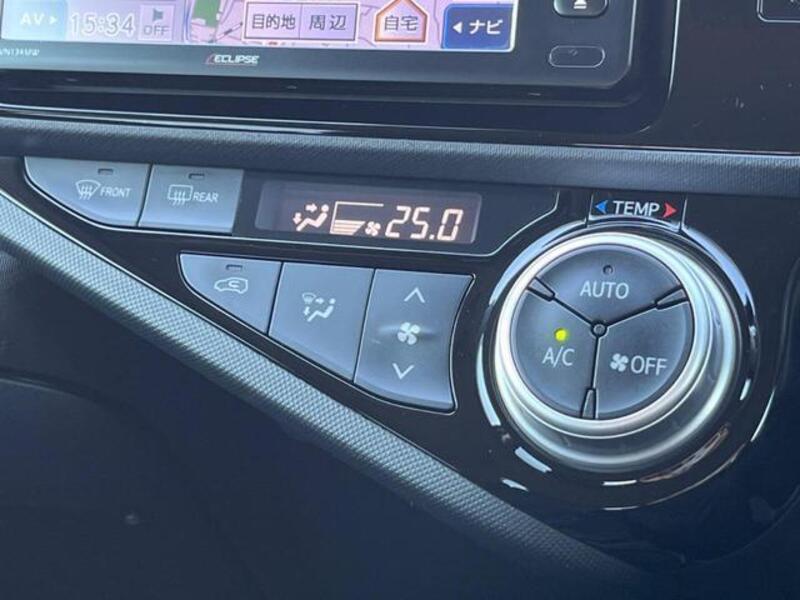 AV
15:34
OFF
目的地
周辺
自宅
ナビ
ECLIPSE
FRONT
REAR
25.0
TEMP
AUTO
A/C
OFF